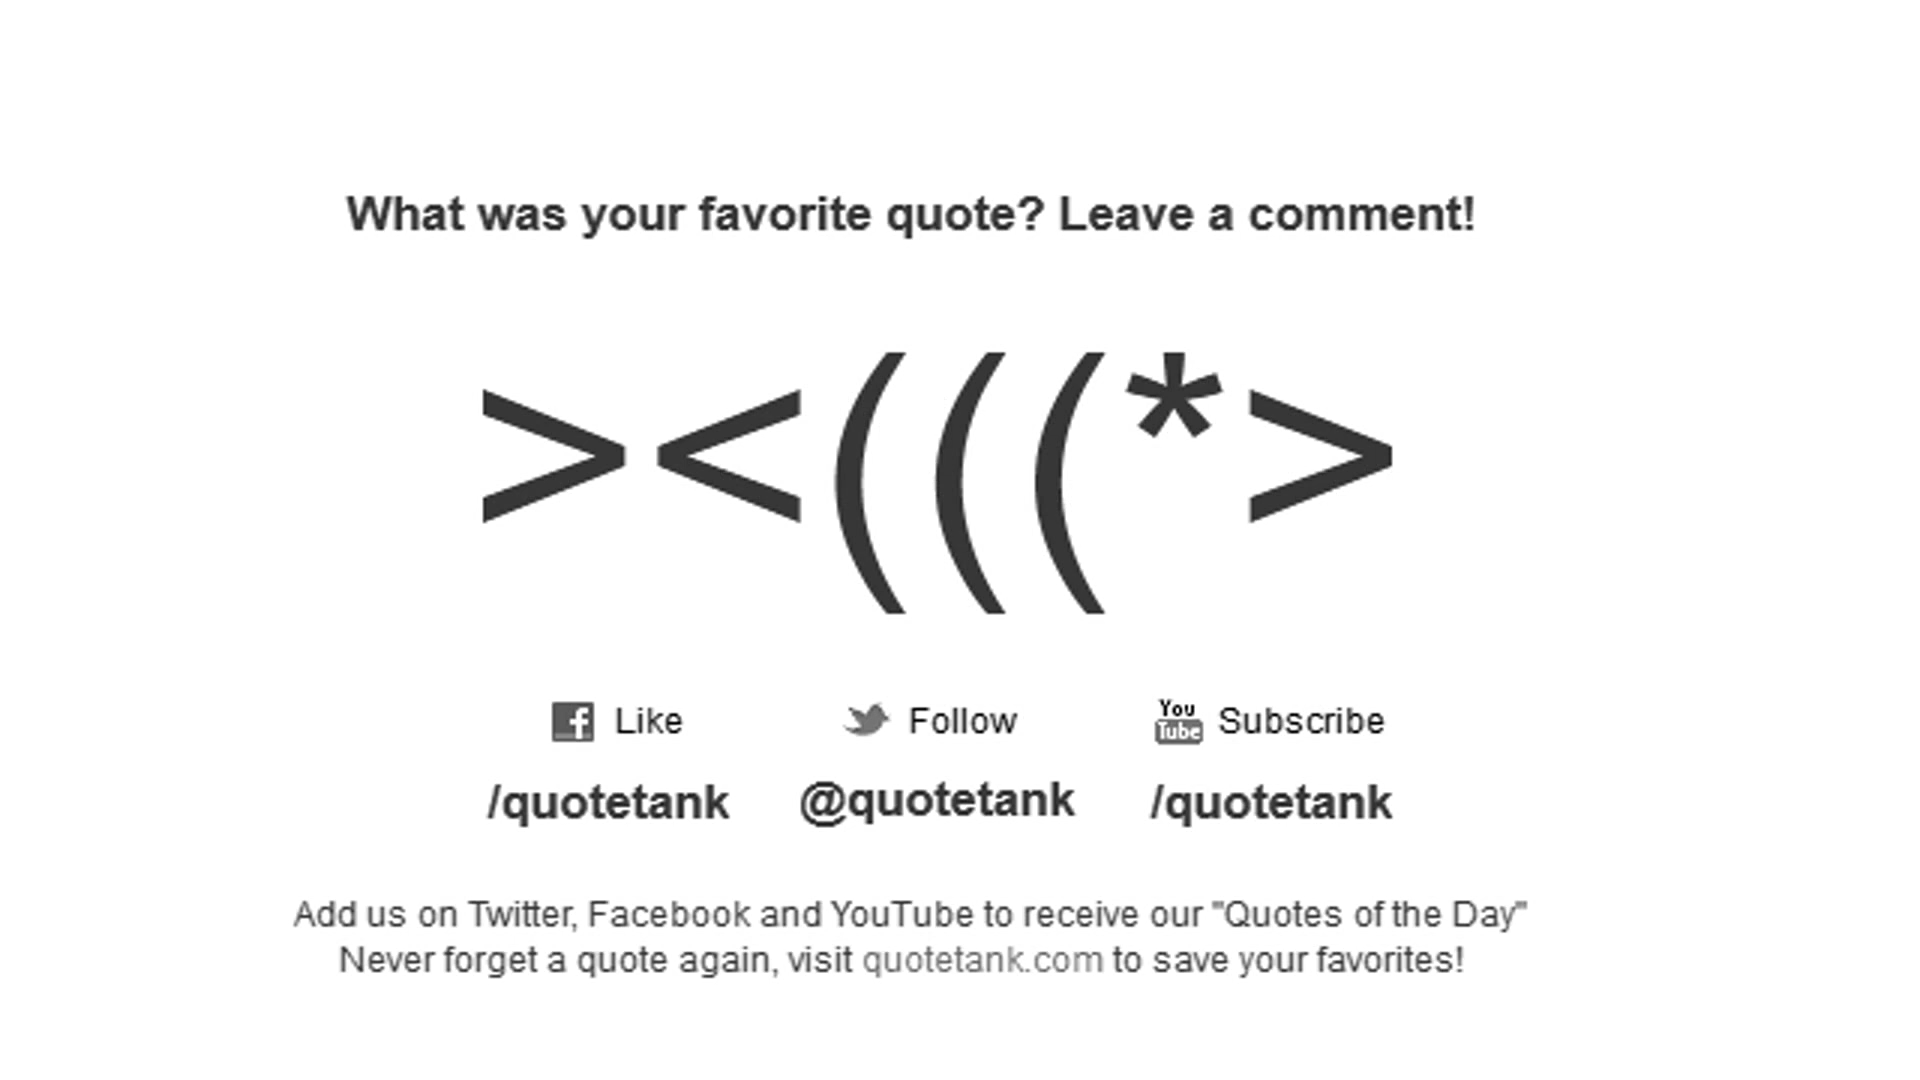 What was your favorite quote? Leave a comment!
><(((*>
f Like Follow You Tube Subscribe
/quotetank @quotetank /quotetank
Add us on Twitter, Facebook and YouTube to receive our "Quotes of the Day"
Never forget a quote again, visit quotetank.com to save your favorites!